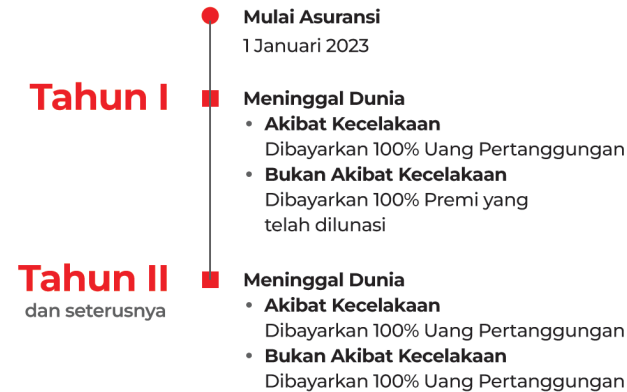 Mulai Asuransi
1 Januari 2023
Tahun I
Meninggal Dunia
• Akibat Kecelakaan
Dibayarkan 100% Uang Pertanggungan
• Bukan Akibat Kecelakaan
Dibayarkan 100% Premi yang
telah dilunasi
Tahun II
dan seterusnya
Meninggal Dunia
• Akibat Kecelakaan
Dibayarkan 100% Uang Pertanggungan
• Bukan Akibat Kecelakaan
Dibayarkan 100% Uang Pertanggungan